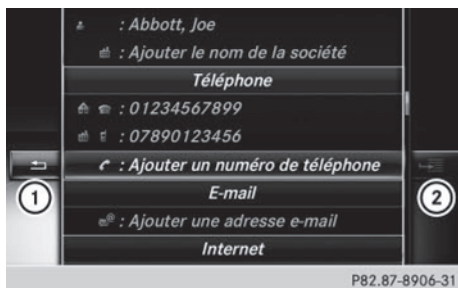 : Abbott, Joe
: Ajouter le nom de la société
Téléphone
: 01234567899
: 07890123456
: Ajouter un numéro de téléphone
1
2
E-mail
: Ajouter une adresse e-mail
Internet
P82.87-8906-31